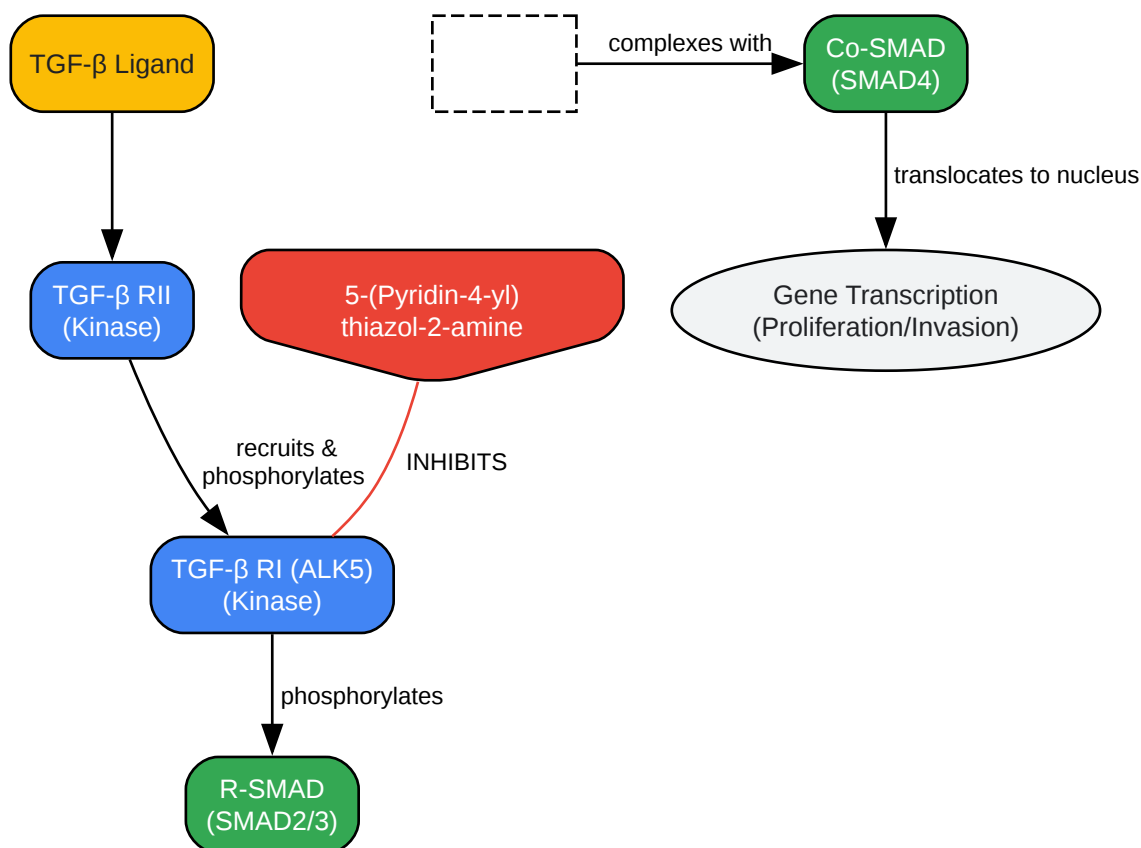 TGF-β Ligand
complexes with
Co-SMAD
(SMAD4)
translocates to nucleus
TGF-β RII
(Kinase)
5-(Pyridin-4-yl)
thiazol-2-amine
Gene Transcription
(Proliferation/Invasion)
recruits &
phosphorylates
INHIBITS
TGF-β RI (ALK5)
(Kinase)
phosphorylates
R-SMAD
(SMAD2/3)